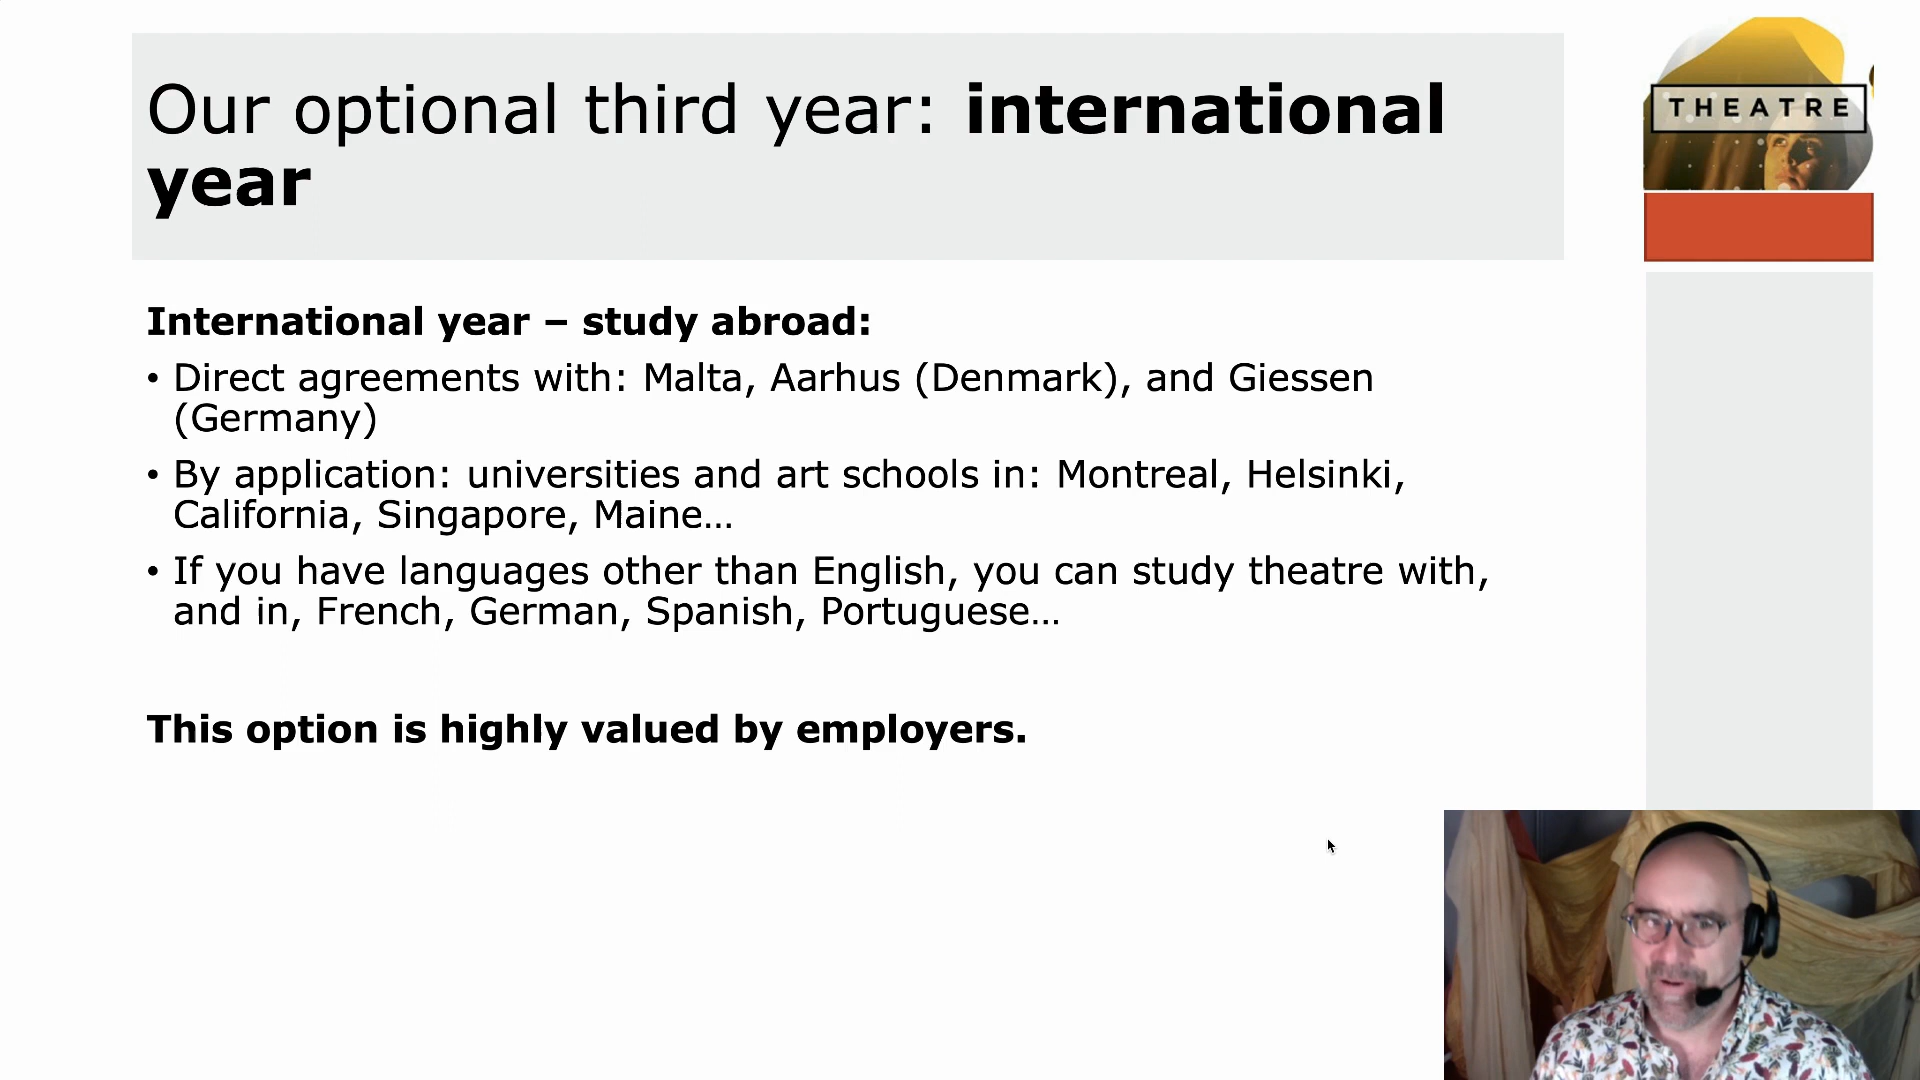 Our optional third year: international
year
THEATRE
International year – study abroad:
• Direct agreements with: Malta, Aarhus (Denmark), and Giessen
(Germany)
• By application: universities and art schools in: Montreal, Helsinki,
California, Singapore, Maine…
• If you have languages other than English, you can study theatre with,
and in, French, German, Spanish, Portuguese…
This option is highly valued by employers.